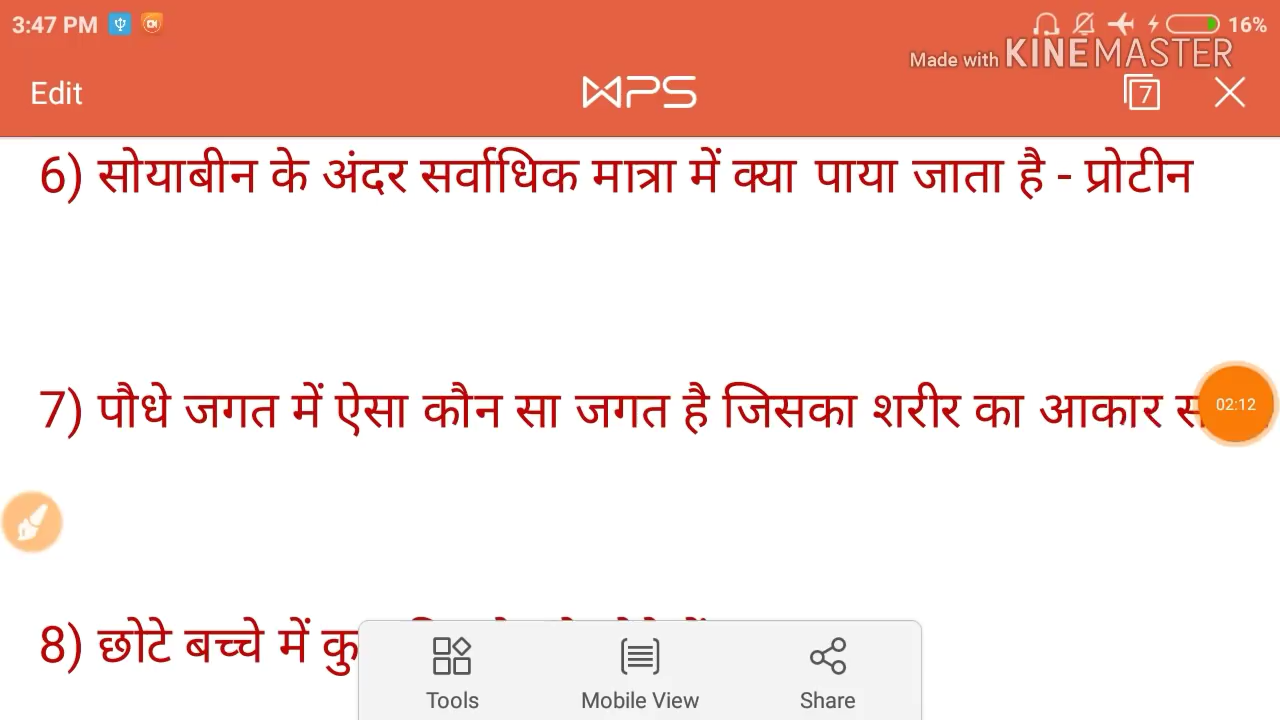 3:47 PM 16%
Made with KINEMASTER
Edit WPS 7
6) सोयाबीन के अंदर सर्वाधिक मात्रा में क्या पाया जाता है - प्रोटीन
7) पौधे जगत में ऐसा कौन सा जगत है जिसका शरीर का आकार
02:12
8) छोटे बच्चे में
Tools Mobile View Share